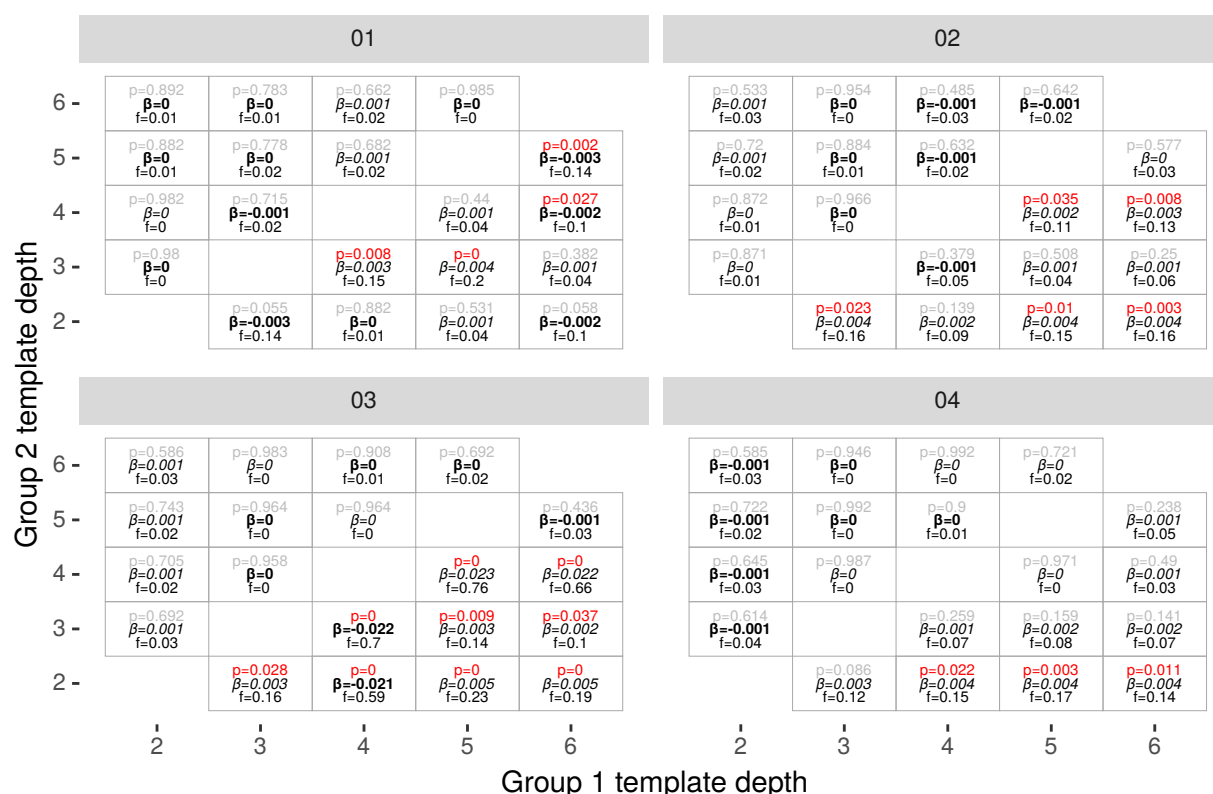 01
02
p=0.892 p=0.783 p=0.662 p=0.985 p=0.533 p=0.954 p=0.485 p=0.642
6 β=0 β=0 β=0.001 β=0 β=0.001 β=0 β=-0.001 β=-0.001
f=0.01 f=0.01 f=0.02 f=0 f=0.03 f=0 f=0.03 f=0.02
p=0.882 p=0.778 p=0.682 p=0.002 p=0.72 p=0.884 p=0.632 p=0.577
5 β=0 β=0 β=0.001 β=-0.003 β=0.001 β=0 β=-0.001 β=0
f=0.01 f=0.02 f=0.02 f=0.14 f=0.02 f=0.01 f=0.02 f=0.03
p=0.982 p=0.715 p=0.44 p=0.027 p=0.872 p=0.966 p=0.035 p=0.008
4 β=0 β=-0.001 β=0.001 β=-0.002 β=0 β=0 β=0.002 β=0.003
f=0 f=0.02 f=0.04 f=0.1 f=0.01 f=0 f=0.11 f=0.13
p=0.98 p=0.008 p=0 p=0.382 p=0.871 p=0.379 p=0.508 p=0.25
3 β=0 β=0.003 β=0.004 β=0.001 β=0 β=-0.001 β=0.001 β=0.001
f=0 f=0.15 f=0.2 f=0.04 f=0.01 f=0.05 f=0.04 f=0.06
p=0.055 p=0.882 p=0.531 p=0.058 p=0.023 p=0.139 p=0.01 p=0.003
2 β=-0.003 β=0 β=0.001 β=-0.002 β=0.004 β=0.002 β=0.004 β=0.004
f=0.14 f=0.01 f=0.04 f=0.1 f=0.16 f=0.09 f=0.15 f=0.16
Group 2 template depth
03
04
p=0.586 p=0.983 p=0.908 p=0.692 p=0.585 p=0.946 p=0.992 p=0.721
6 β=0.001 β=0 β=0 β=0 β=-0.001 β=0 β=0 β=0
f=0.03 f=0 f=0.01 f=0.02 f=0.03 f=0 f=0 f=0.02
p=0.743 p=0.964 p=0.964 p=0.436 p=0.722 p=0.992 p=0.9 p=0.238
5 β=0.001 β=0 β=0 β=-0.001 β=-0.001 β=0 β=0 β=0.001
f=0.02 f=0 f=0 f=0.03 f=0.02 f=0 f=0.01 f=0.05
p=0.705 p=0.958 p=0 p=0 p=0.645 p=0.987 p=0.971 p=0.49
4 β=0.001 β=0 β=0.023 β=0.022 β=-0.001 β=0 β=0 β=0.001
f=0.02 f=0 f=0.76 f=0.66 f=0.03 f=0 f=0 f=0.03
p=0.692 p=0 p=0.009 p=0.037 p=0.614 p=0.259 p=0.159 p=0.141
3 β=0.001 β=-0.022 β=0.003 β=0.002 β=-0.001 β=0.001 β=0.002 β=0.002
f=0.03 f=0.7 f=0.14 f=0.1 f=0.04 f=0.07 f=0.08 f=0.07
p=0.028 p=0 p=0 p=0 p=0.086 p=0.022 p=0.003 p=0.011
2 β=0.003 β=-0.021 β=0.005 β=0.005 β=0.003 β=0.004 β=0.004 β=0.004
f=0.16 f=0.59 f=0.23 f=0.19 f=0.12 f=0.15 f=0.17 f=0.14
2 3 4 5 6 2 3 4 5 6
Group 1 template depth